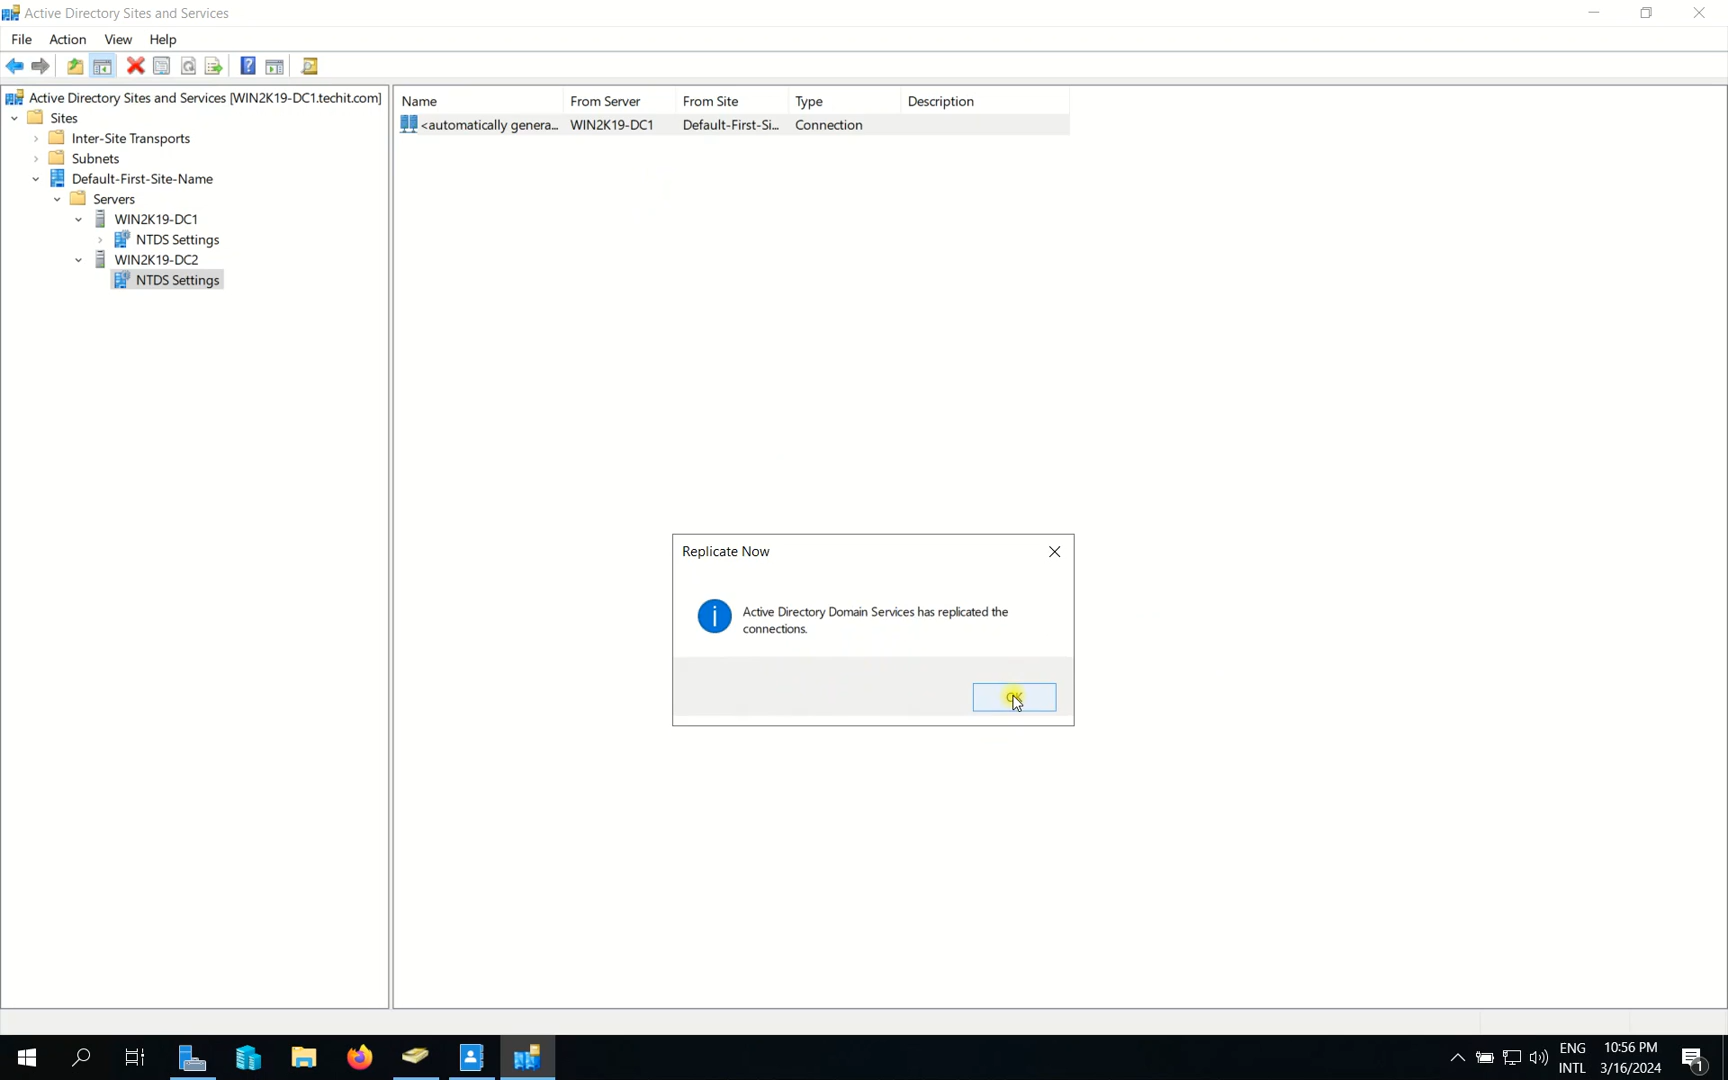 Active Directory Sites and Services
File Action View Help
Active Directory Sites and Services [WIN2K19-DC1.techit.com]
Sites
Inter-Site Transports
Subnets
Default-First-Site-Name
Servers
WIN2K19-DC1
NTDS Settings
WIN2K19-DC2
NTDS Settings
Name From Server From Site Type Description
<automatically genera... WIN2K19-DC1 Default-First-Si... Connection
Replicate Now
Active Directory Domain Services has replicated the
connections.
OK
ENG
INTL
10:56 PM
3/16/2024
1